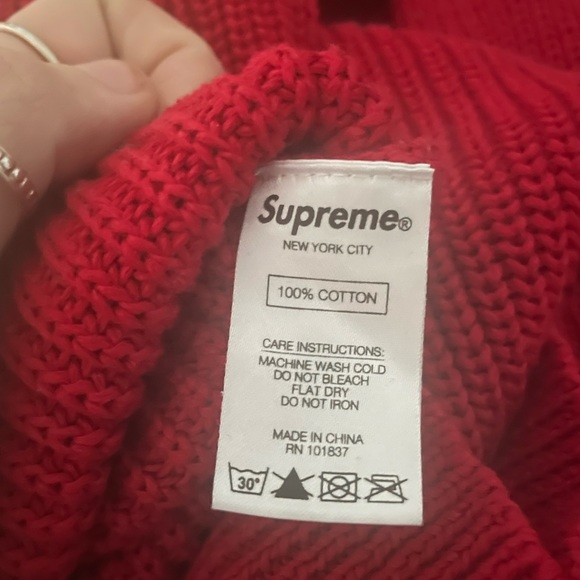 Supreme®
NEW YORK CITY
100% COTTON
CARE INSTRUCTIONS:
MACHINE WASH COLD
DO NOT BLEACH
FLAT DRY
DO NOT IRON
MADE IN CHINA
RN 101837
30°